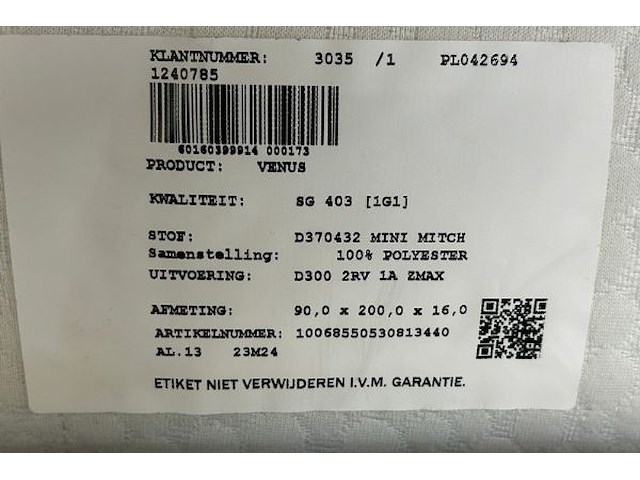 KLANTNUMMER: 3035 /1 PL042694
1240785
60160399914 000173
PRODUCT: VENUS
KWALITEIT: SG 403 [1G1]
STOF: D370432 MINI MITCH
Samenstelling: 100% POLYESTER
UITVOERING: D300 2RV 1A ZMAX
AFMETING: 90,0 x 200,0 x 16,0
ARTIKELNUMMER: 10068550530813440
AL.13 23M24
ETIKET NIET VERWIJDEREN I.V.M. GARANTIE.